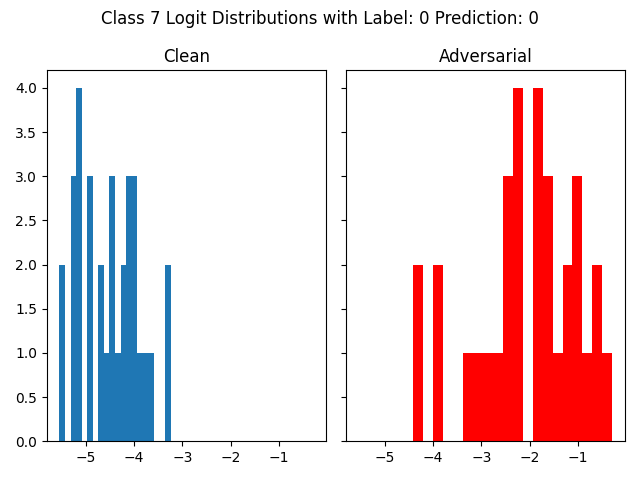 Class 7 Logit Distributions with Label: 0 Prediction: 0
Clean
Adversarial
4.0
3.5
3.0
2.5
2.0
1.5
1.0
0.5
0.0
−5 −4 −3 −2 −1
−5 −4 −3 −2 −1